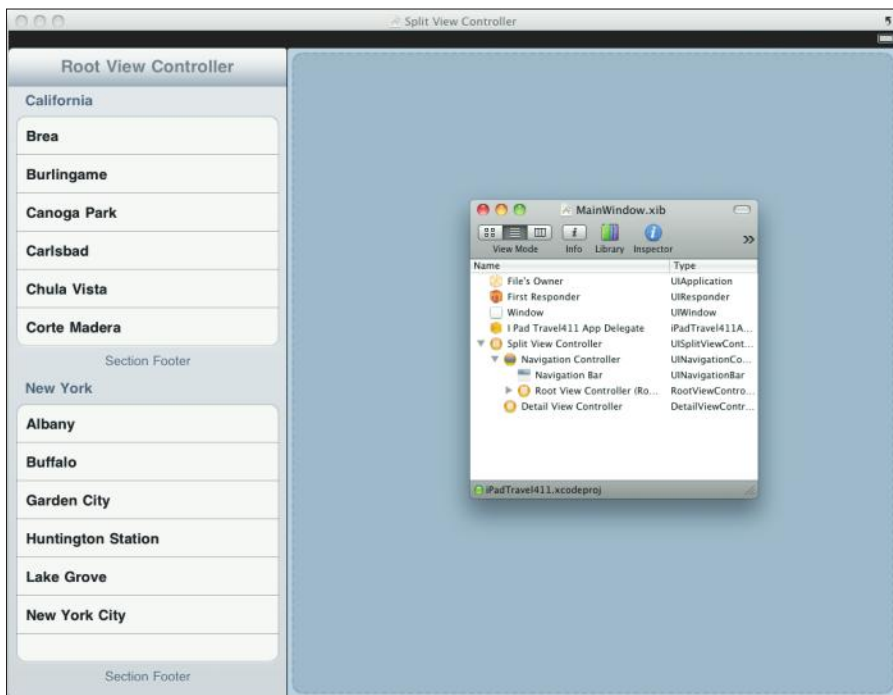 Split View Controller
Root View Controller
California
Brea
Burlingame
Canoga Park
Carlsbad
Chula Vista
Corte Madera
Section Footer
New York
Albany
Buffalo
Garden City
Huntington Station
Lake Grove
New York City
Section Footer
MainWindow.xib
View Mode Info Library Inspector
Name Type
File's Owner UIApplication
First Responder UIResponder
Window UIWindow
I Pad Travel411 App Delegate iPadTravel411A...
Split View Controller UISplitViewCont...
Navigation Controller UINavigationCo...
Navigation Bar UINavigationBar
Root View Controller (Ro... RootViewContro...
Detail View Controller DetailViewContr...
iPadTravel411.xcodeproj